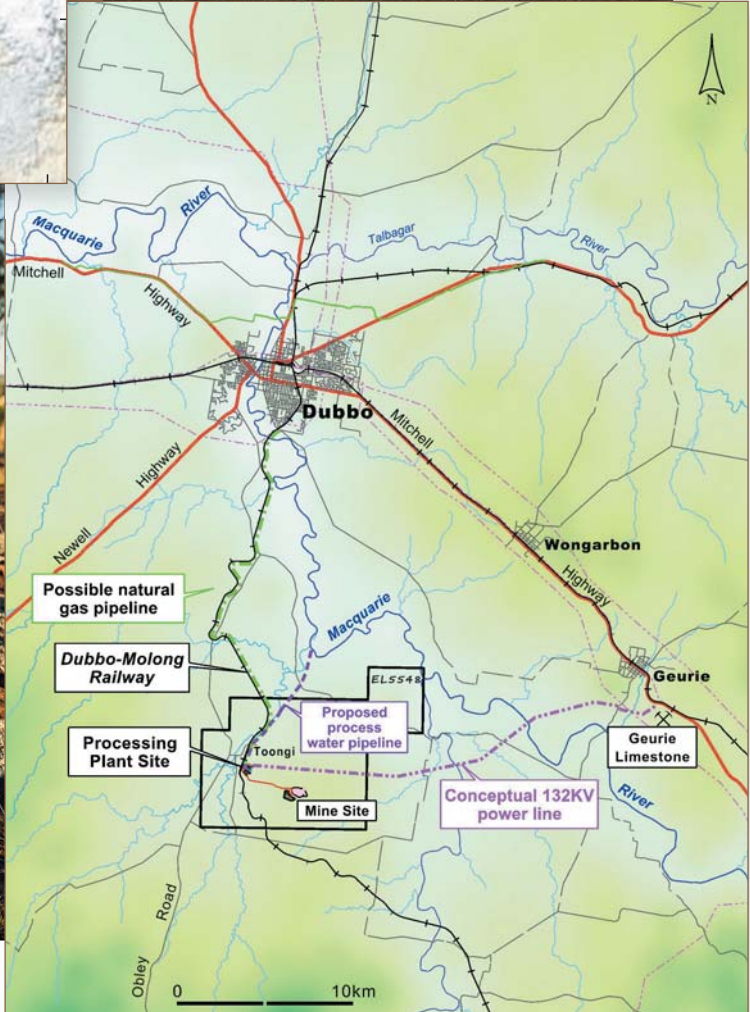 N
Macquarie
River
Talbagar
River
Mitchell
Highway
Dubbo
Mitchell
Newell
Highway
Wongarbon
Highway
Possible natural
gas pipeline
Macquarie
Dubbo-Molong
Railway
EL5548
Geurie
Proposed
process
water pipeline
Processing
Plant Site
Toongi
Geurie
Limestone
Mine Site
Conceptual 132KV
power line
River
Obley Road
0 10km